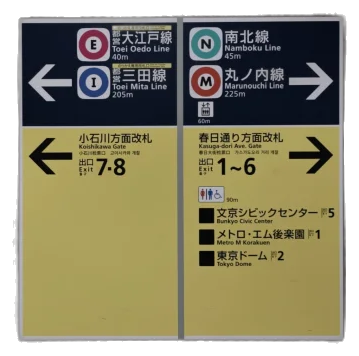 E 都営大江戸線
Toei Oedo Line
40m
I 都営三田線
Toei Mita Line
205m
小石川方面改札
Koishikawa Gate
出口 7・8
Exit
N 南北線
Namboku Line
45m
M 丸ノ内線
Marunouchi Line
225m
60m
春日通り方面改札
Kasuga-dori Ave. Gate
出口 1~6
Exit
90m
文京シビックセンター 5
Bunkyo Civic Center
メトロ・エム後楽園 1
Metro M Korakuen
東京ドーム 2
Tokyo Dome